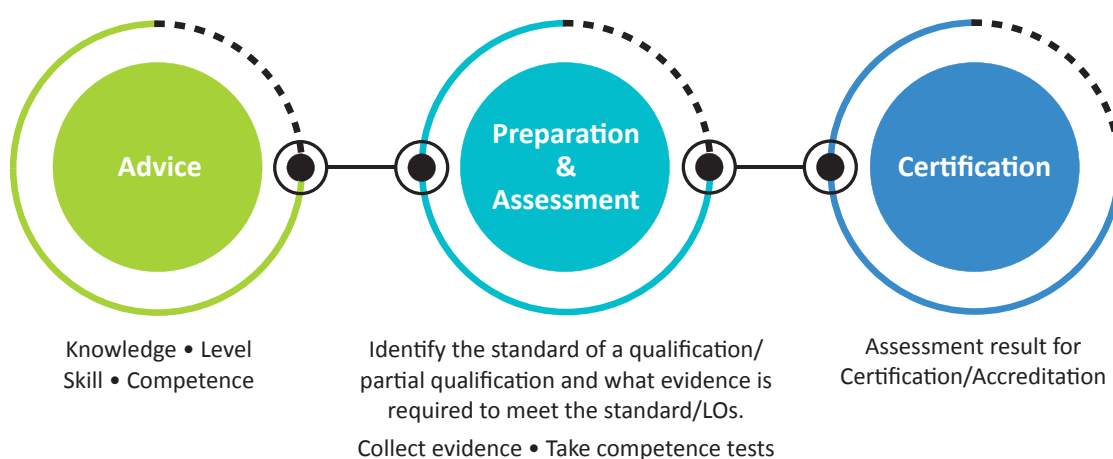 Advice
Knowledge • Level
Skill • Competence
Preparation
&
Assessment
Identify the standard of a qualification/
partial qualification and what evidence is
required to meet the standard/LOs.
Collect evidence • Take competence tests
Certification
Assessment result for
Certification/Accreditation